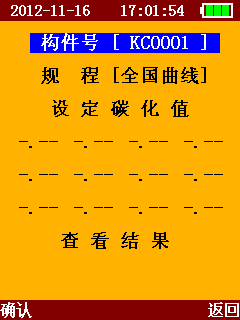 2012-11-16 17:01:54
构件号 [ KC0001 ]
规 程 [全国曲线]
设 定 碳 化 值
-.-- -.-- -.-- -.--
-.-- -.-- -.-- -.--
-.-- -.-- -.-- -.--
查 看 结 果
确认 返回